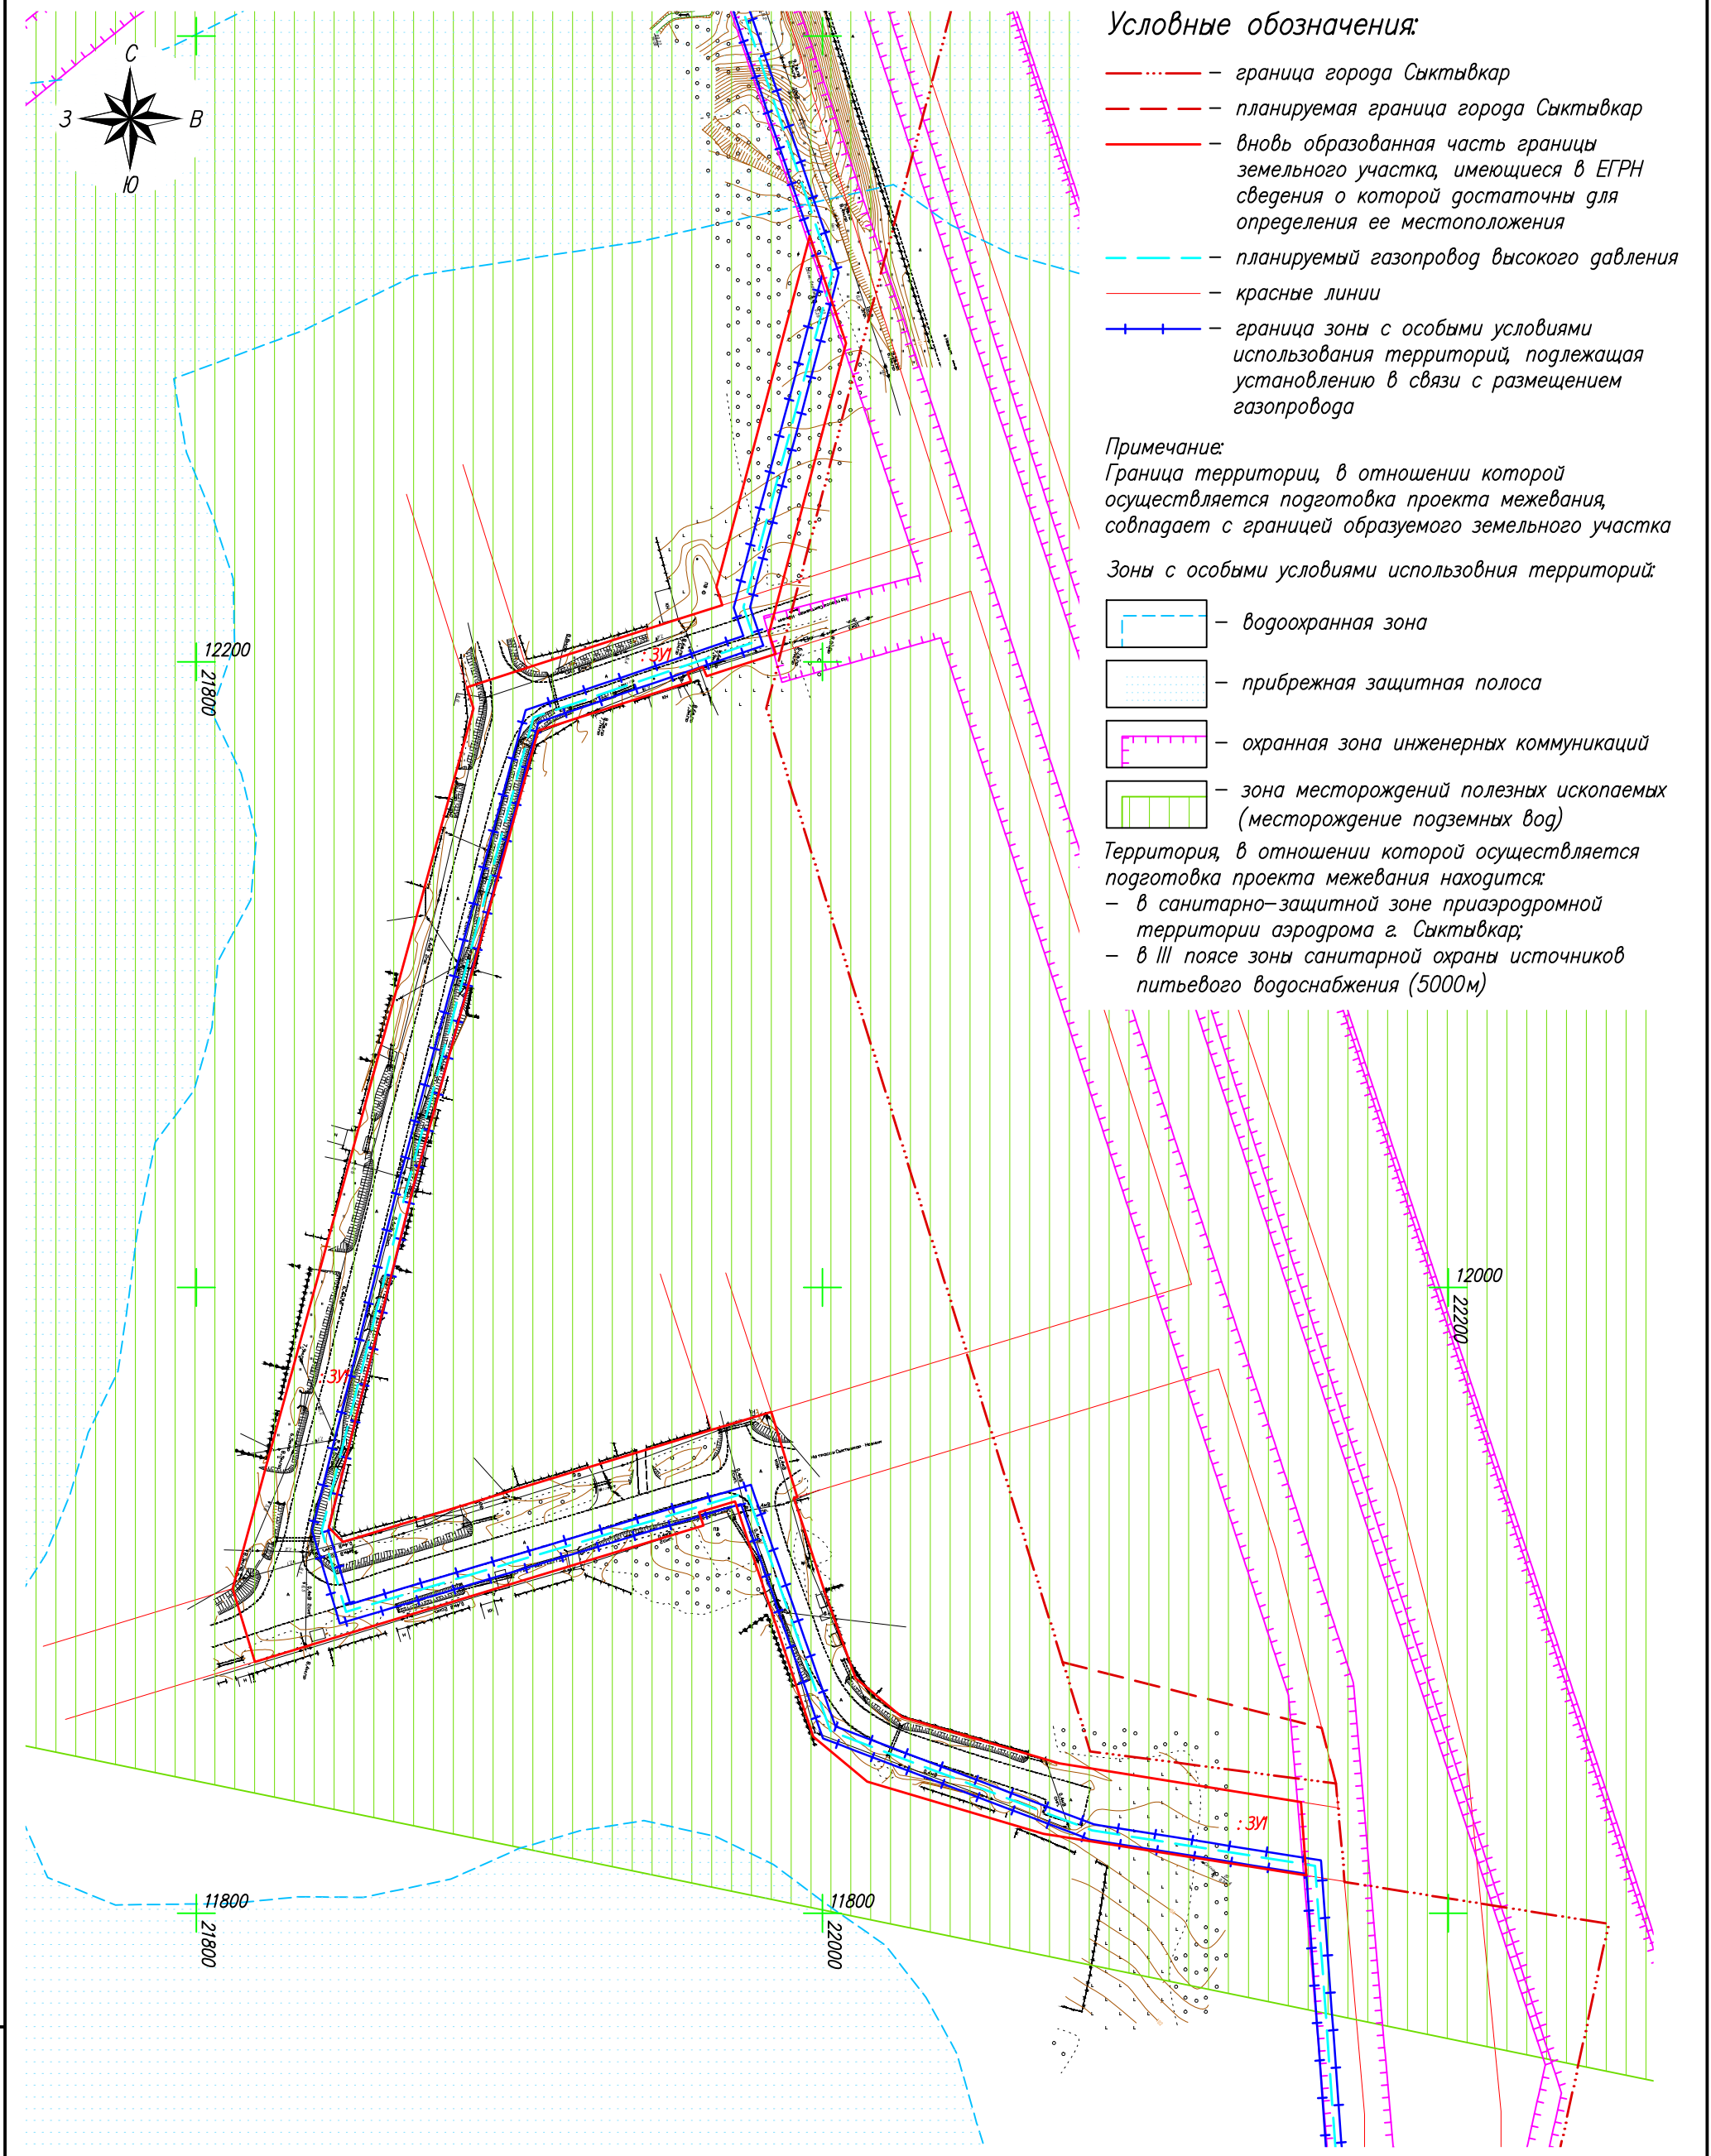 С
З
В
Ю
Условные обозначения:
– граница города Сыктывкар
– планируемая граница города Сыктывкар
– вновь образованная часть границы
земельного участка, имеющиеся в ЕГРН
сведения о которой достаточны для
определения ее местоположения
– планируемый газопровод высокого давления
– красные линии
– граница зоны с особыми условиями
использования территорий, подлежащая
установлению в связи с размещением
газопровода
Примечание:
Граница территории, в отношении которой
осуществляется подготовка проекта межевания,
совпадает с границей образуемого земельного участка
Зоны с особыми условиями использовния территорий:
– водоохранная зона
– прибрежная защитная полоса
– охранная зона инженерных коммуникаций
– зона месторождений полезных ископаемых
(месторождение подземных вод)
Территория, в отношении которой осуществляется
подготовка проекта межевания находится:
– в санитарно–защитной зоне приаэродромной
территории аэродрома г. Сыктывкар;
– в III поясе зоны санитарной охраны источников
питьевого водоснабжения (5000м)
12200
21800
:ЗУ1
12000
22200
:ЗУ1
:ЗУ1
11800
21800
11800
22000